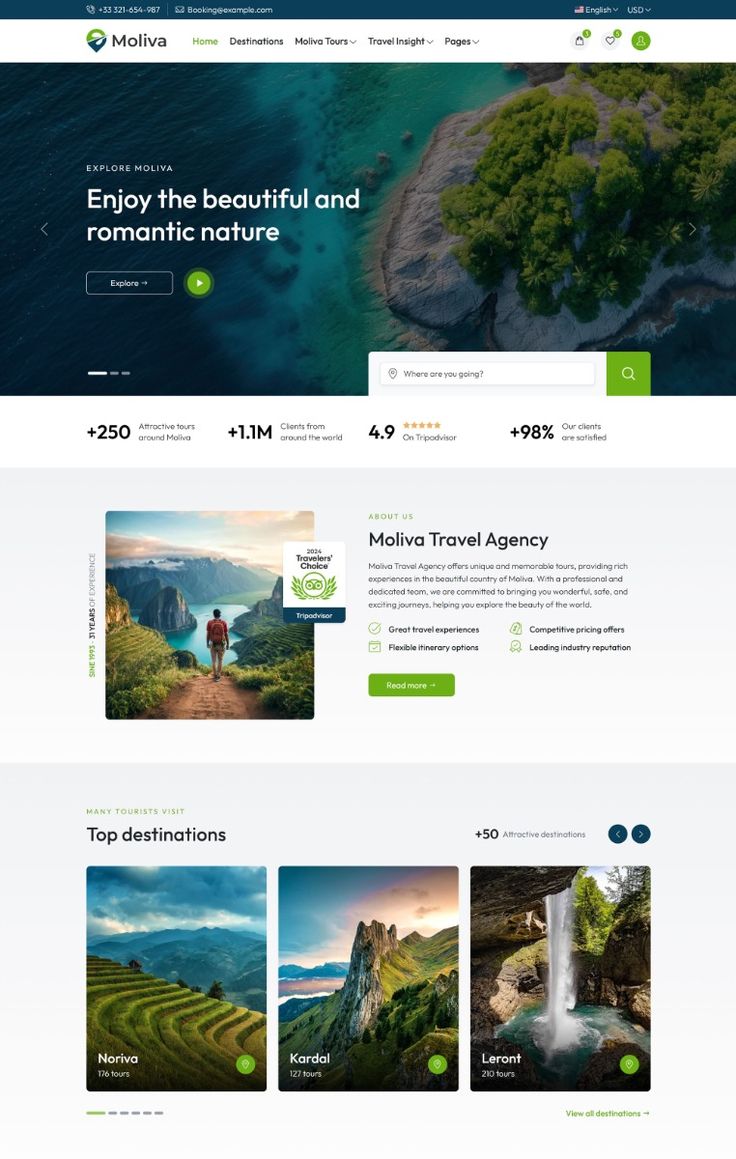 +33 321-654-987
Booking@example.com
English
USD
Moliva
Home
Destinations
Moliva Tours
Travel Insight
Pages
3
5
EXPLORE MOLIVA
Enjoy the beautiful and
romantic nature
Explore →
Where are you going?
+250
Attractive tours
around Moliva
+1.1M
Clients from
around the world
4.9
On Tripadvisor
+98%
Our clients
are satisfied
SINE 1993 - 31 YEARS OF EXPERIENCE
2024
Travelers'
Choice
Tripadvisor
ABOUT US
Moliva Travel Agency
Moliva Travel Agency offers unique and memorable tours, providing rich
experiences in the beautiful country of Moliva. With a professional and
dedicated team, we are committed to bringing you wonderful, safe, and
exciting journeys, helping you explore the beauty of the world.
Great travel experiences
Competitive pricing offers
Flexible itinerary options
Leading industry reputation
Read more →
MANY TOURISTS VISIT
Top destinations
+50 Attractive destinations
Noriva
176 tours
Kardal
127 tours
Leront
210 tours
View all destinations →